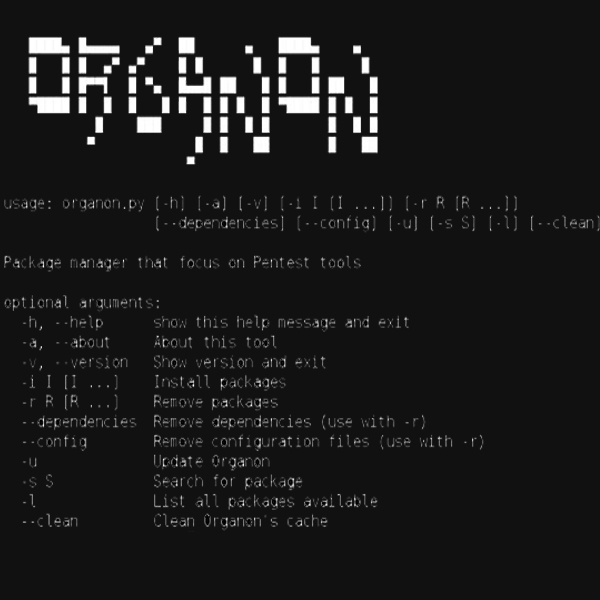 ORGANON
usage: organon.py [-h] [-a] [-v] [-i I [I ...]] [-r R [R ...]]
[--dependencies] [--config] [-u] [-s S] [-l] [--clean]
Package manager that focus on Pentest tools
optional arguments:
-h, --help show this help message and exit
-a, --about About this tool
-v, --version Show version and exit
-i I [I ...] Install packages
-r R [R ...] Remove packages
--dependencies Remove dependencies (use with -r)
--config Remove configuration files (use with -r)
-u Update Organon
-s S Search for package
-l List all packages available
--clean Clean Organon's cache